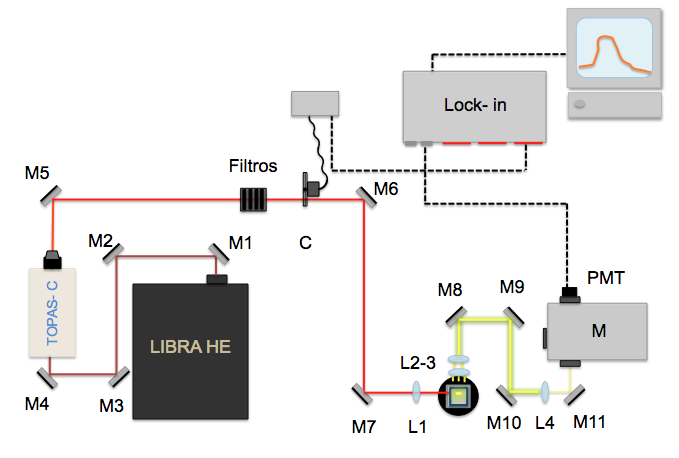 Lock- in
Filtros
M5
M6
C
M2
M1
TOPAS- C
LIBRA HE
M4
M3
M8
M9
PMT
M
L2-3
M7
L1
M10
L4
M11